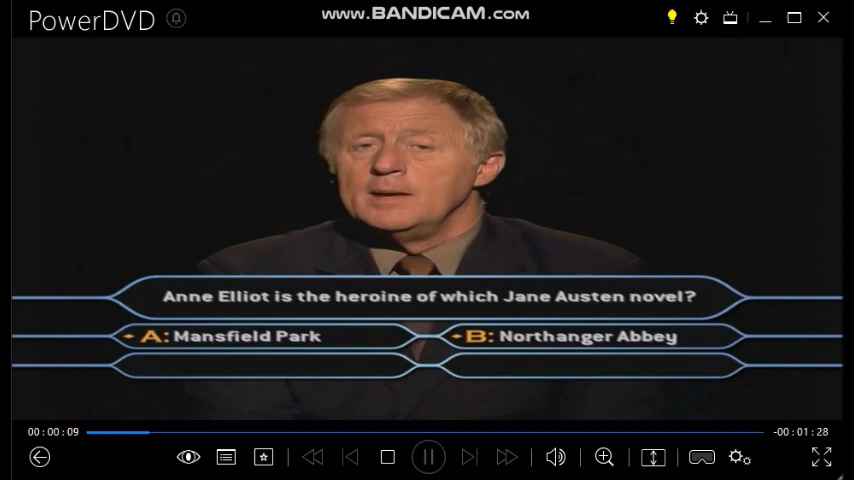 PowerDVD
www.BANDICAM.com
Anne Elliot is the heroine of which Jane Austen novel?
A: Mansfield Park
B: Northanger Abbey
00:00:09
-00:01:28